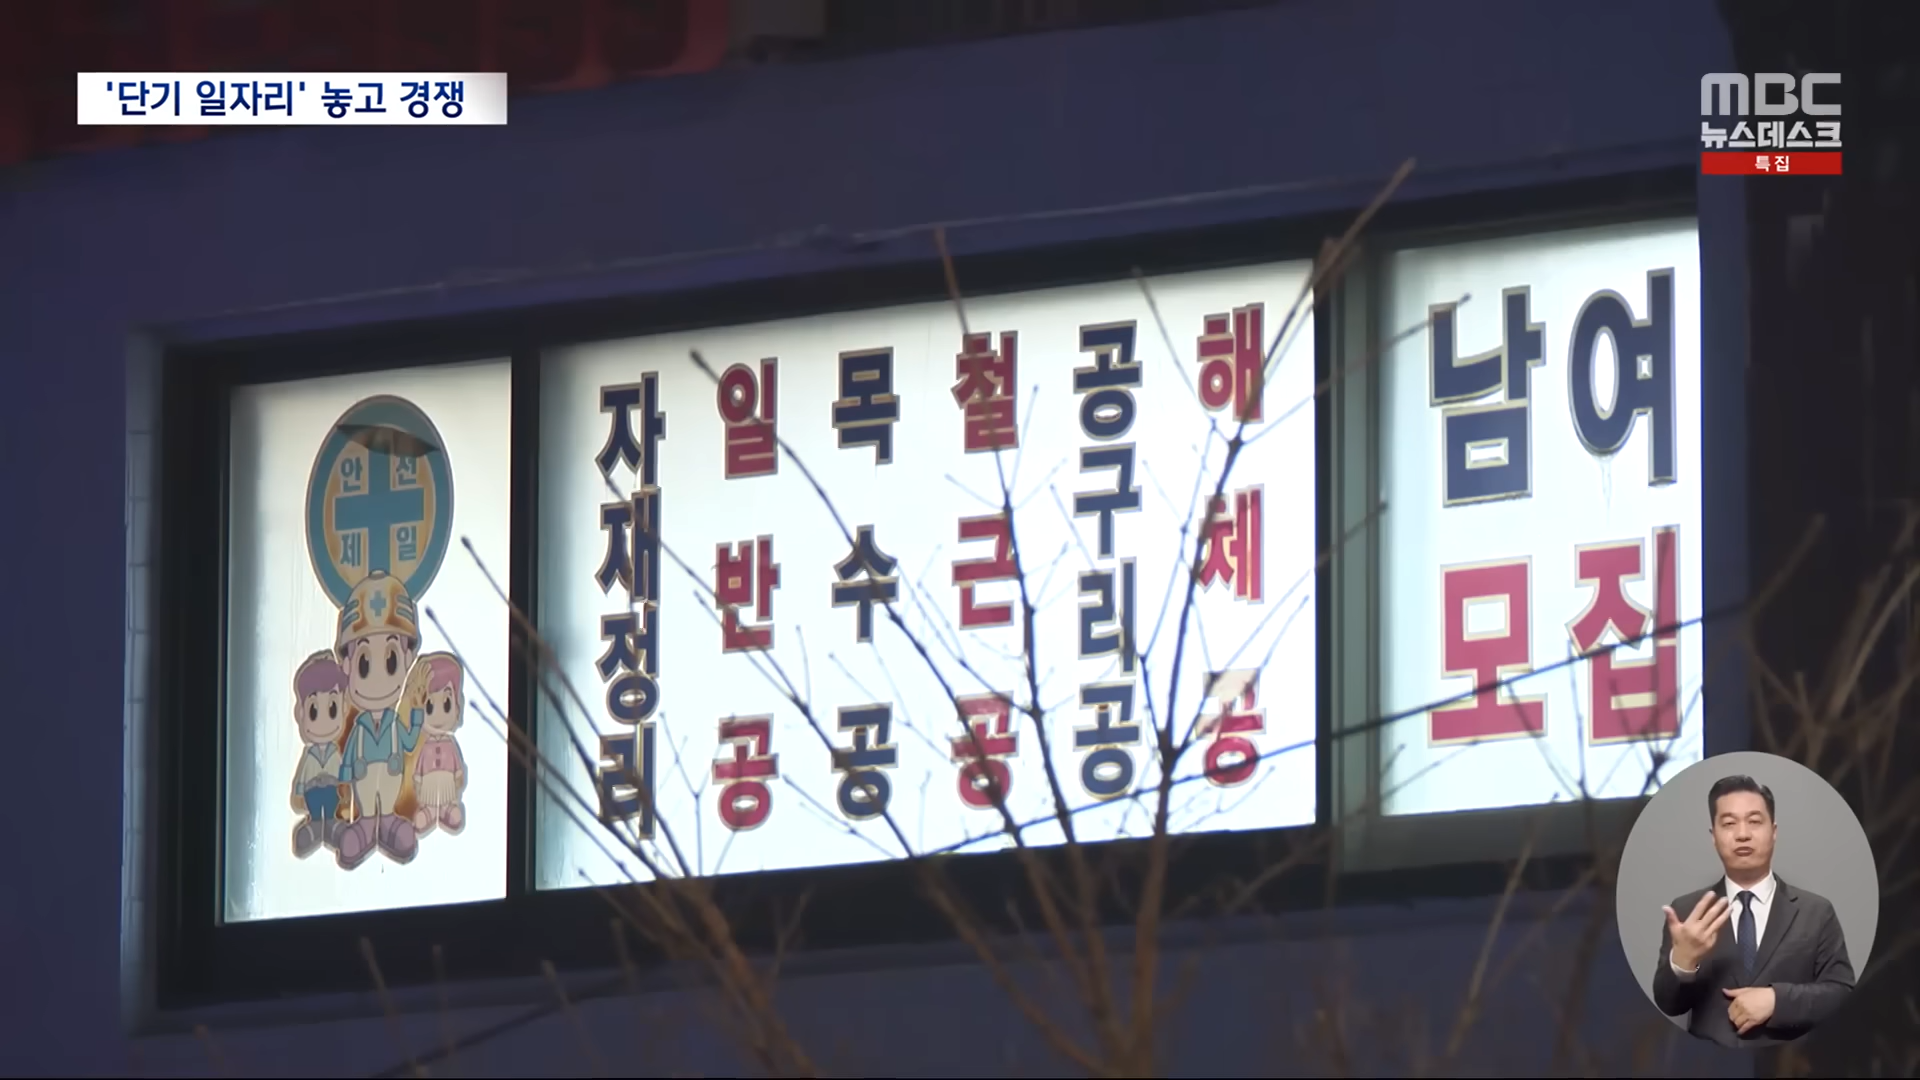 '단기 일자리' 놓고 경쟁
MBC
뉴스데스크
특집
안전
제일
자재정리
일반공
목수공
철근공
공구리공
해체공
남여
모집